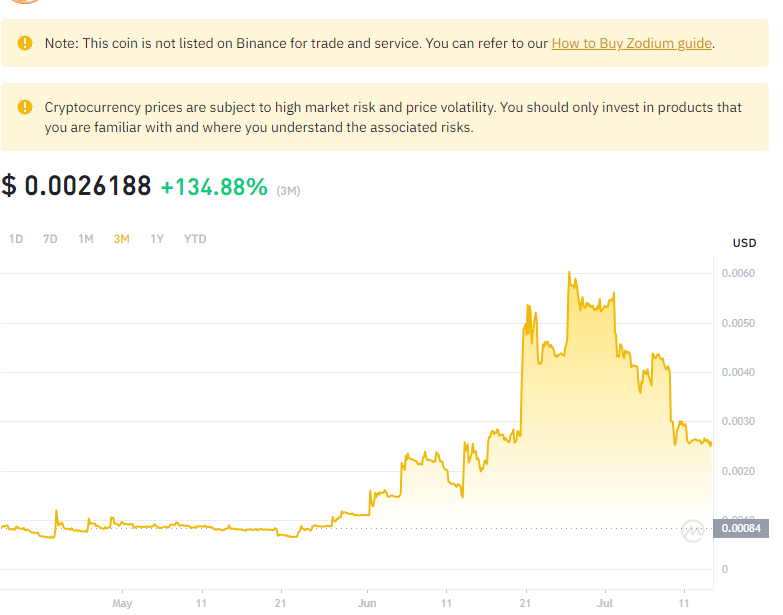 Note: This coin is not listed on Binance for trade and service. You can refer to our How to Buy Zodium guide.
Cryptocurrency prices are subject to high market risk and price volatility. You should only invest in products that
you are familiar with and where you understand the associated risks.
$ 0.0026188 +134.88% (3M)
1D 7D 1M 3M 1Y YTD
USD
0.0060
0.0050
0.0040
0.0030
0.0020
0.00084
0
May 11 21 Jun 11 21 Jul 11